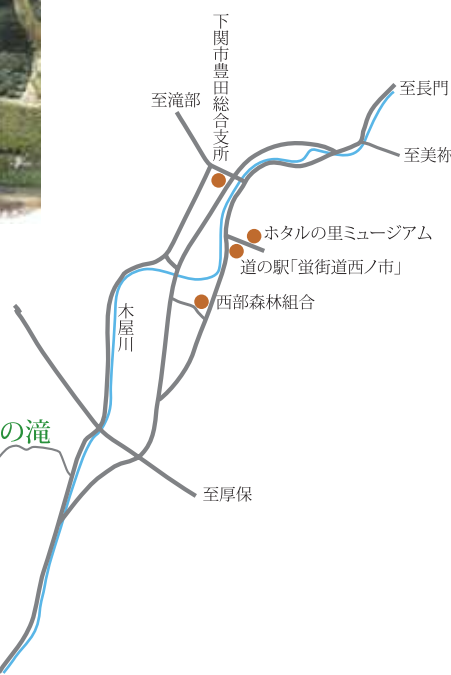 下関市豊田総合支所
至長門
至滝部
至美祢
ホタルの里ミュージアム
道の駅「蛍街道西ノ市」
西部森林組合
木屋川
の滝
至厚保